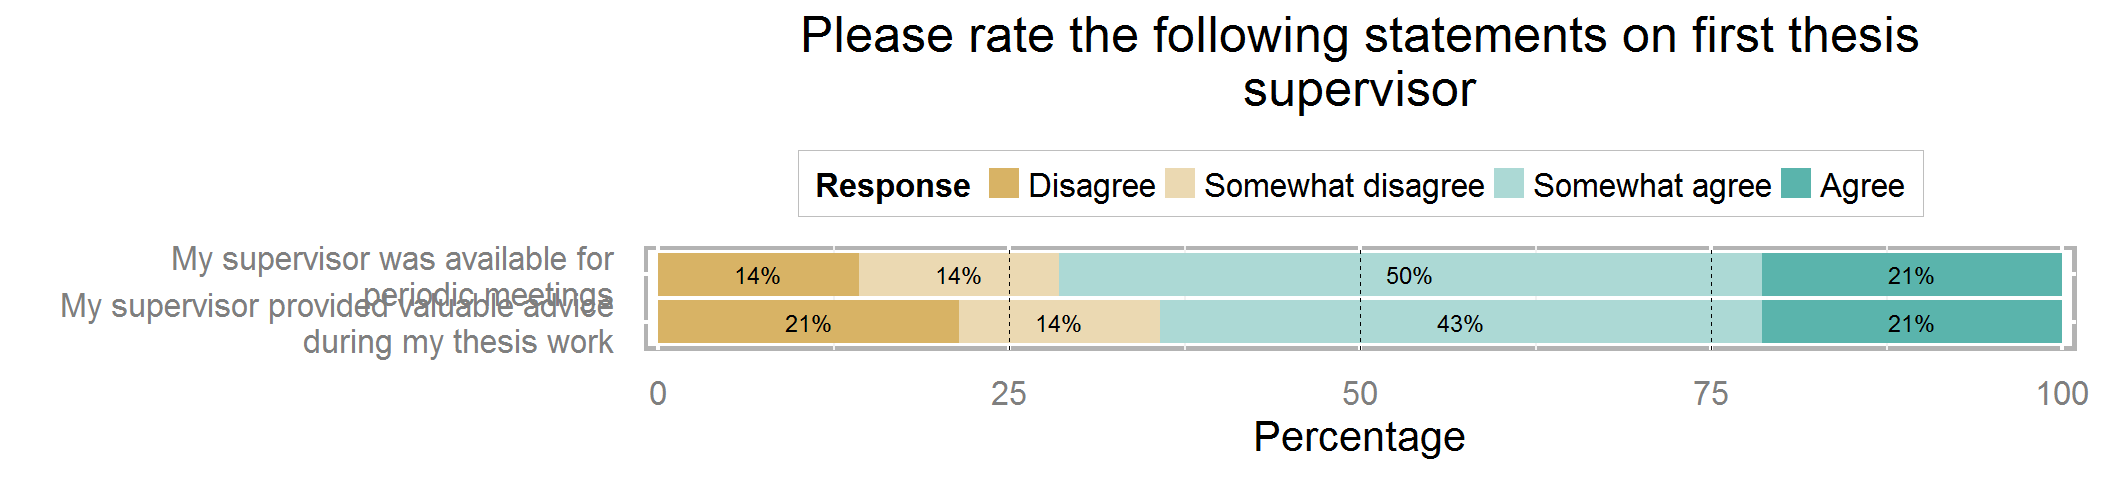 Please rate the following statements on first thesis
supervisor
Response Disagree Somewhat disagree Somewhat agree Agree
My supervisor was available for
periodic meetings
14% 14% 50% 21%
My supervisor provided valuable advice
during my thesis work
21% 14% 43% 21%
0 25 50 75 100
Percentage